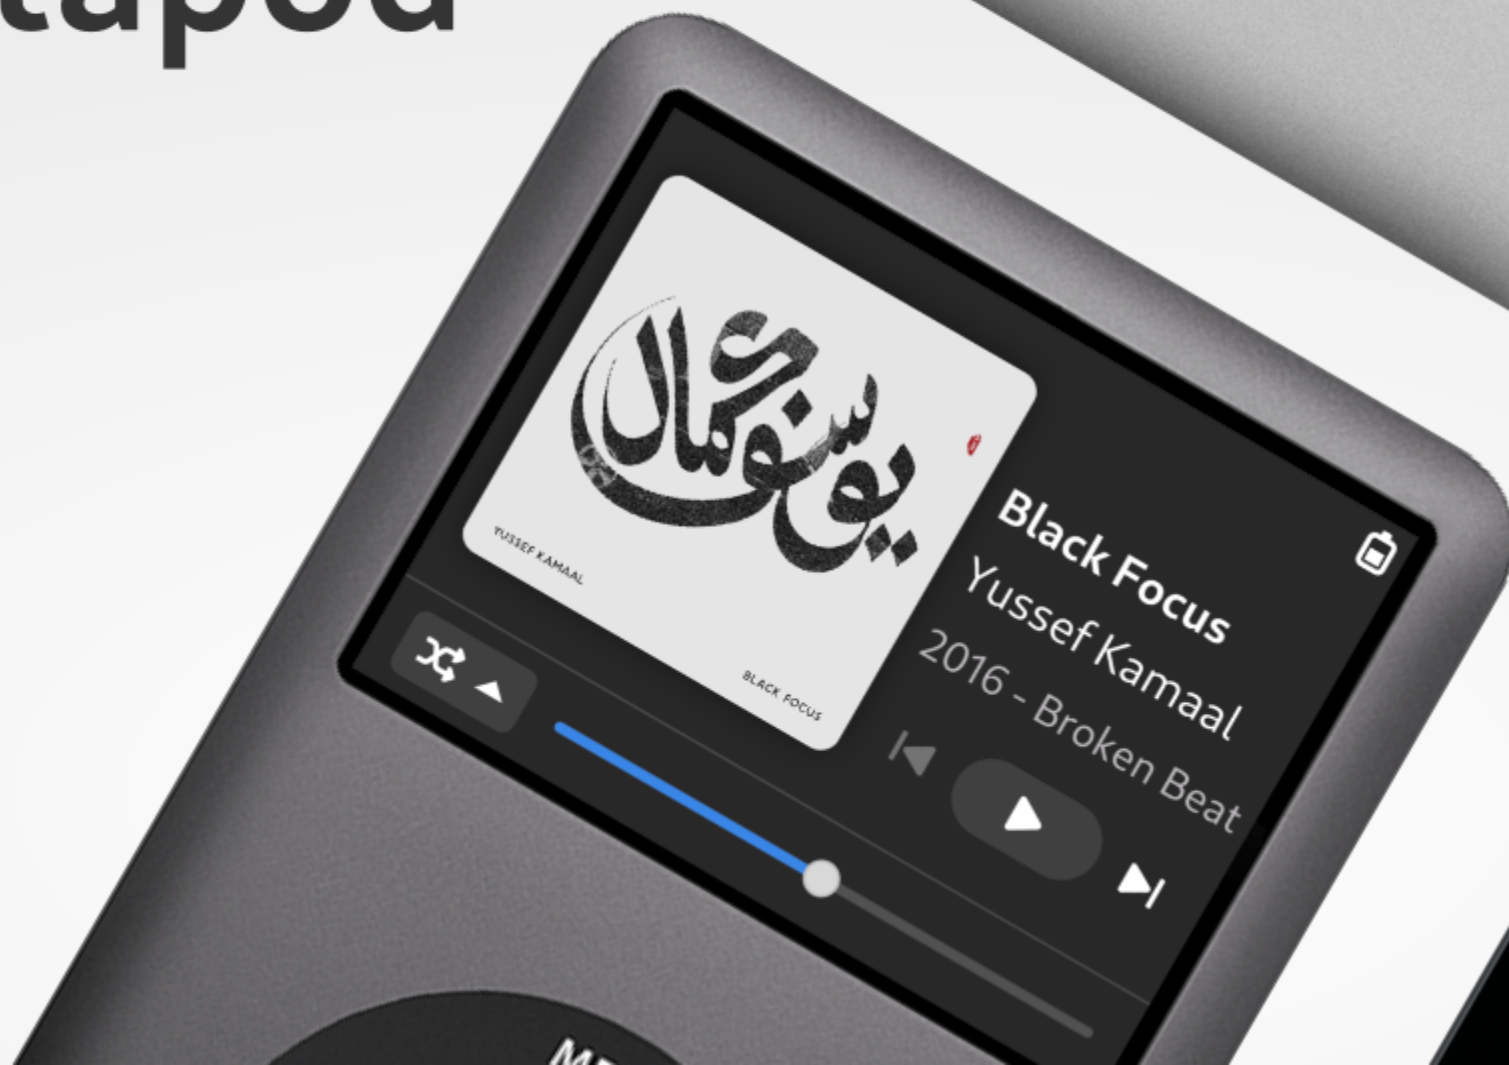 tapod
يوسف كمال
YUSSEF KAMAAL
BLACK FOCUS
Black Focus
Yussef Kamaal
2016 - Broken Beat